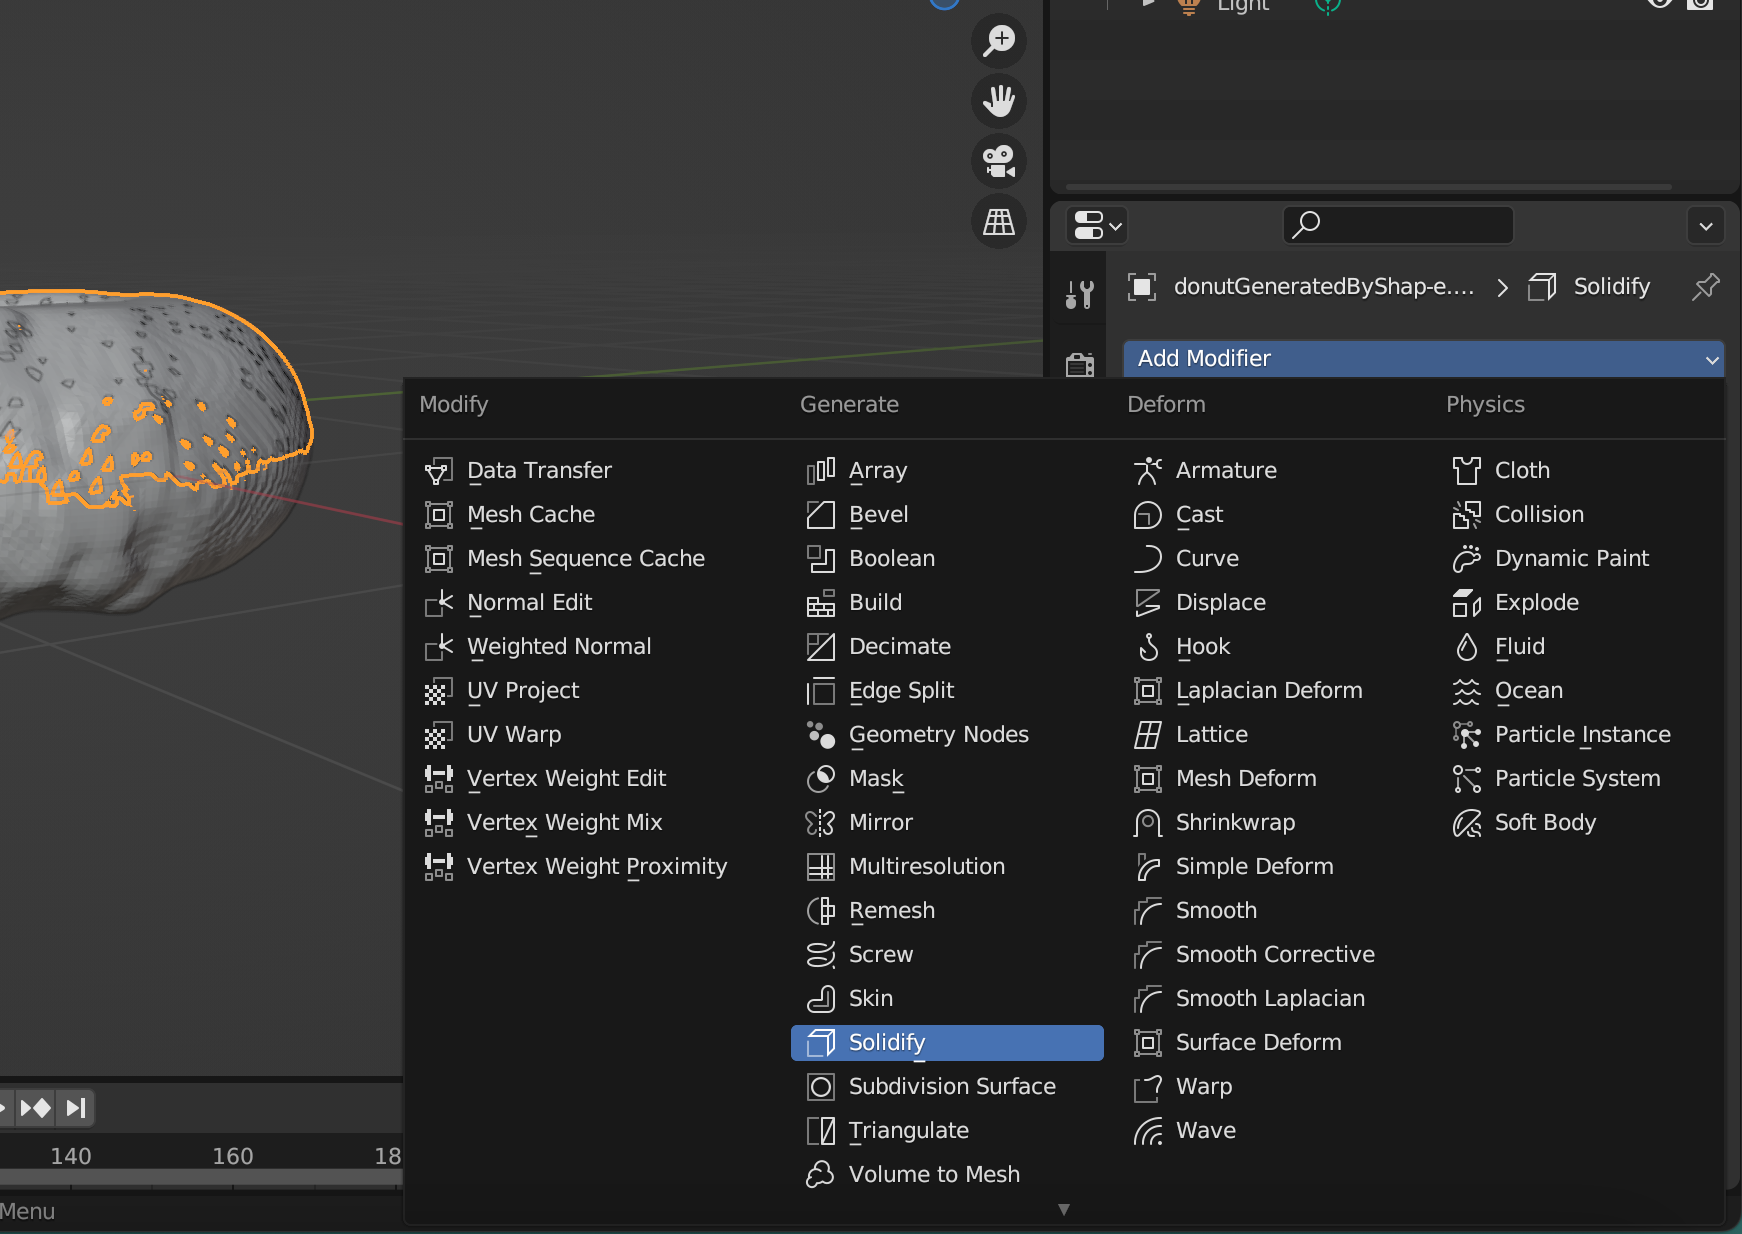 Light
donutGeneratedByShap-e....
Solidify
Add Modifier
Modify
Generate
Deform
Physics
Data Transfer
Mesh Cache
Mesh Sequence Cache
Normal Edit
Weighted Normal
UV Project
UV Warp
Vertex Weight Edit
Vertex Weight Mix
Vertex Weight Proximity
Array
Bevel
Boolean
Build
Decimate
Edge Split
Geometry Nodes
Mask
Mirror
Multiresolution
Remesh
Screw
Skin
Solidify
Subdivision Surface
Triangulate
Volume to Mesh
Armature
Cast
Curve
Displace
Hook
Laplacian Deform
Lattice
Mesh Deform
Shrinkwrap
Simple Deform
Smooth
Smooth Corrective
Smooth Laplacian
Surface Deform
Warp
Wave
Cloth
Collision
Dynamic Paint
Explode
Fluid
Ocean
Particle Instance
Particle System
Soft Body
140
160
18
Menu